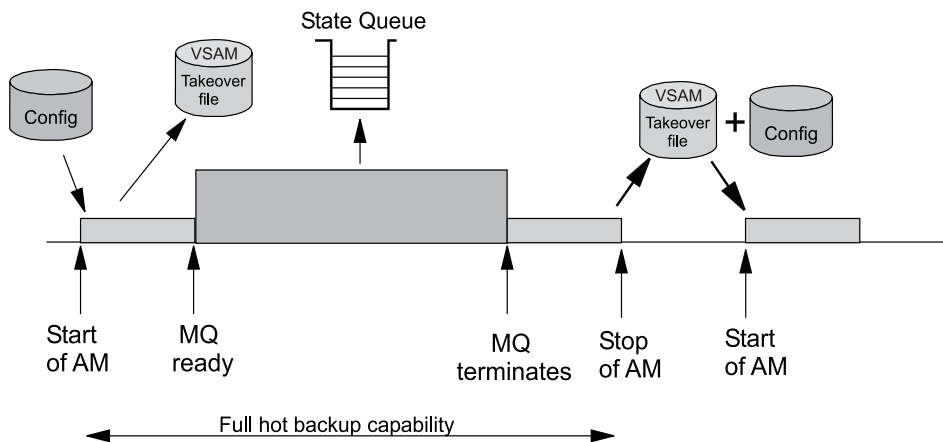 State Queue
VSAM
Takeover
file
Config
VSAM
Takeover
file
+
Config
Start
of AM
MQ
ready
MQ
terminates
Stop
of AM
Start
of AM
Full hot backup capability